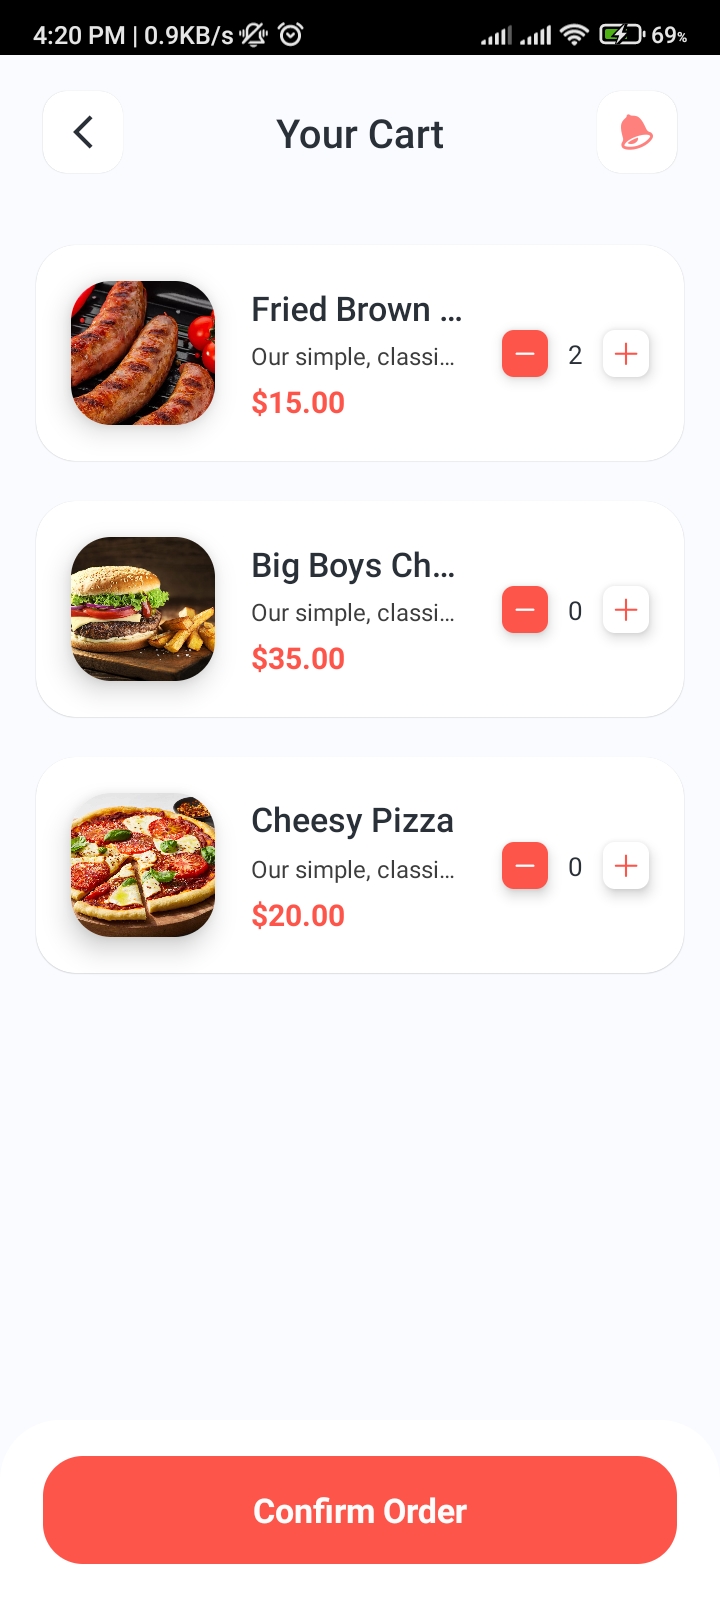 4:20 PM | 0.9KB/s 69%
Your Cart
Fried Brown ...
Our simple, classi...
$15.00
2
Big Boys Ch...
Our simple, classi...
$35.00
0
Cheesy Pizza
Our simple, classi...
$20.00
0
Confirm Order